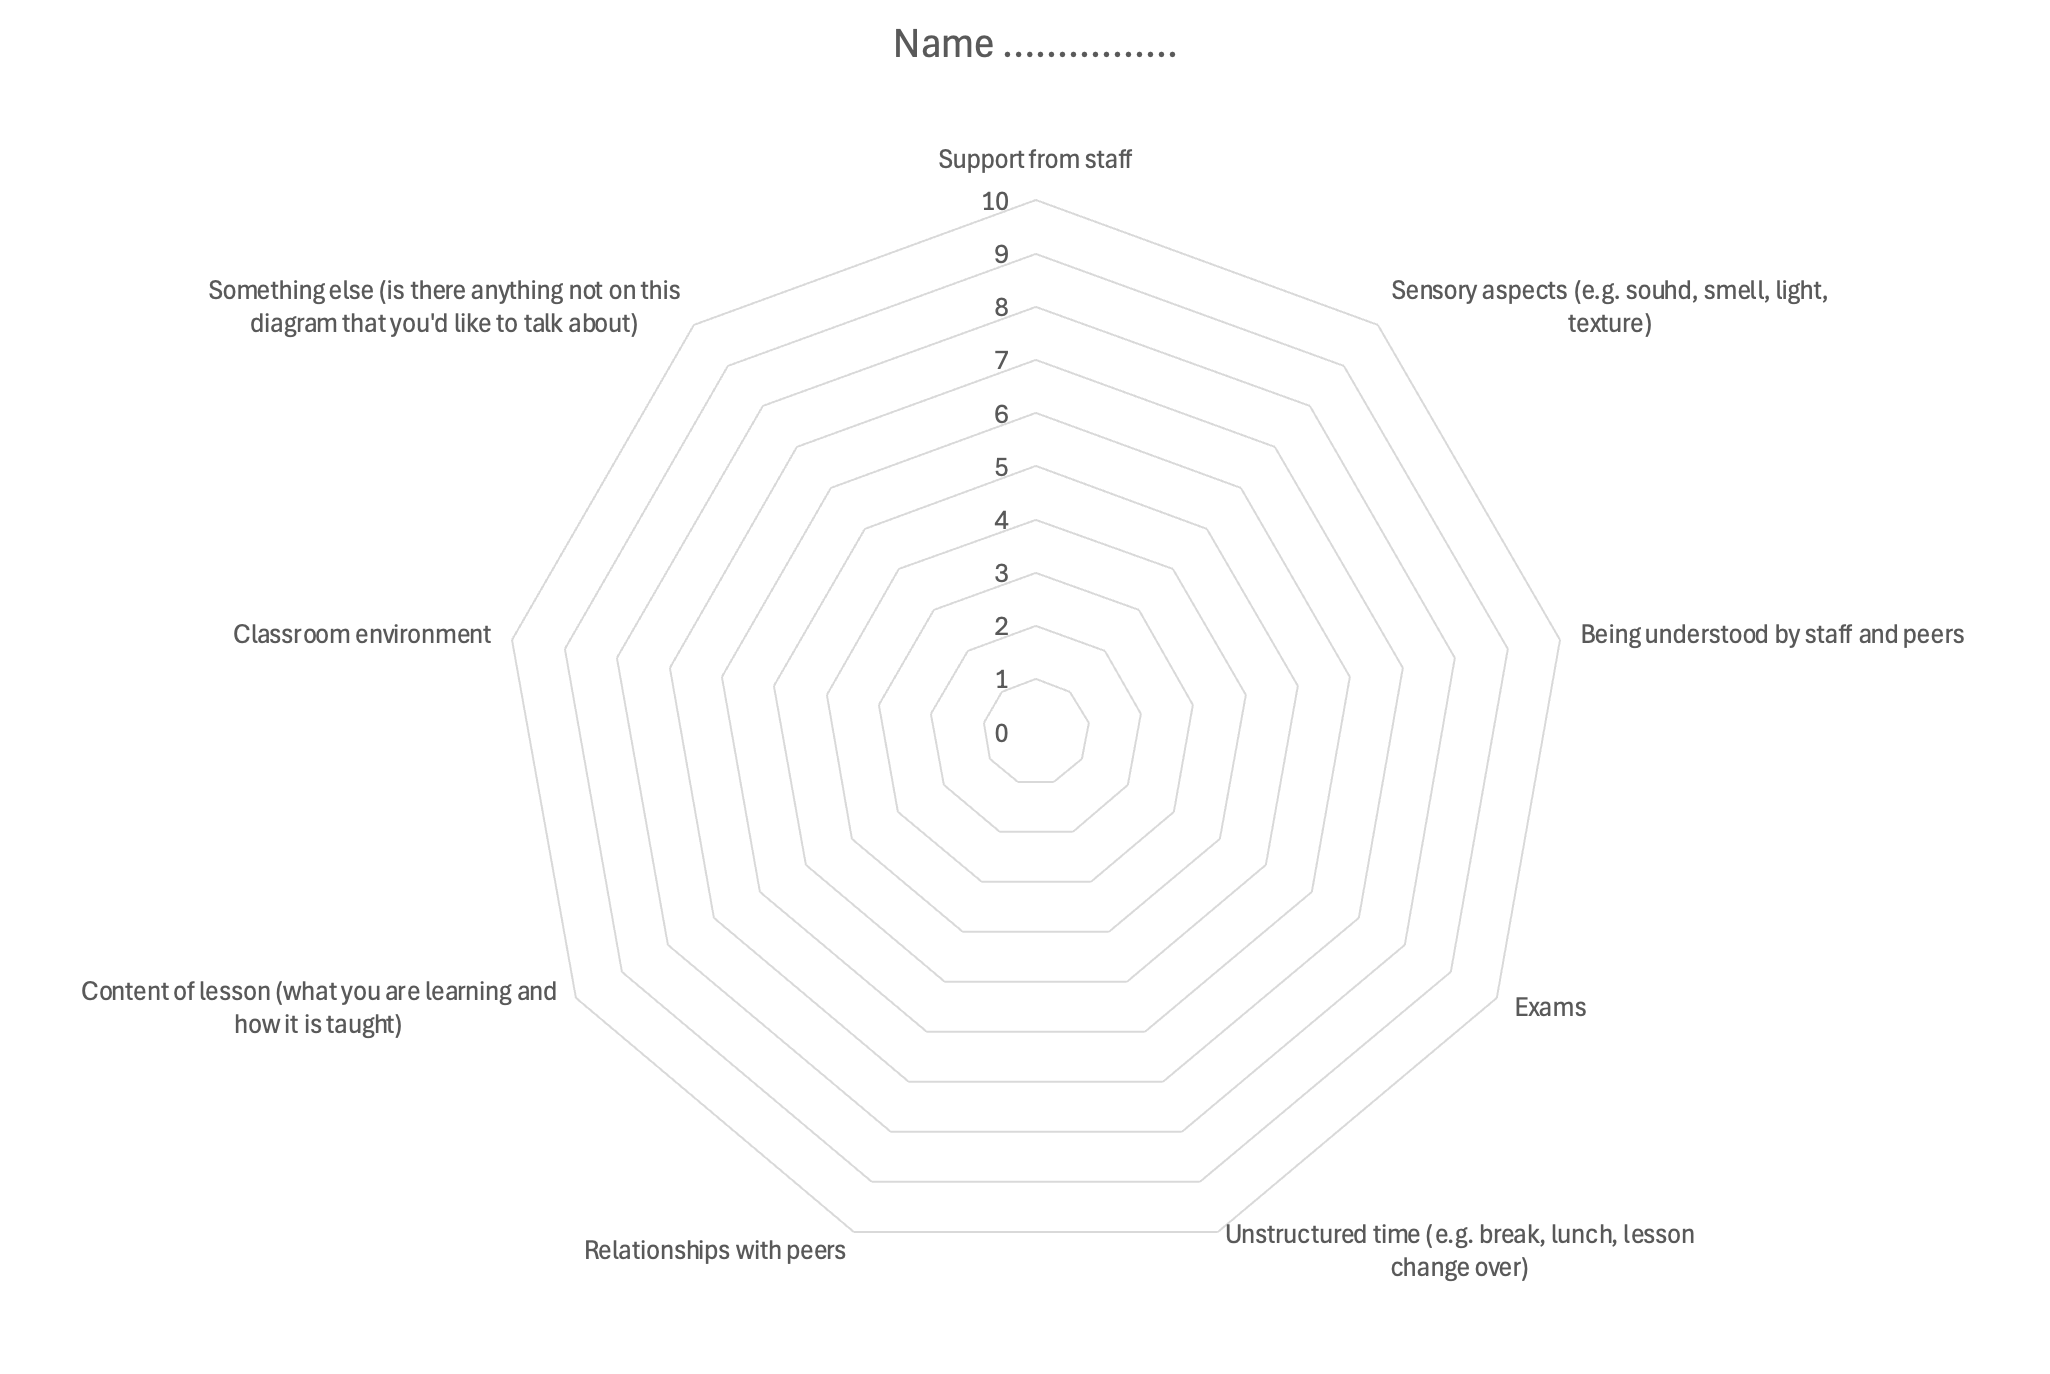 Name ................
Support from staff
10
9
8
7
6
5
4
3
2
1
0
Sensory aspects (e.g. souhd, smell, light,
texture)
Being understood by staff and peers
Exams
Unstructured time (e.g. break, lunch, lesson
change over)
Relationships with peers
Content of lesson (what you are learning and
how it is taught)
Classroom environment
Something else (is there anything not on this
diagram that you'd like to talk about)